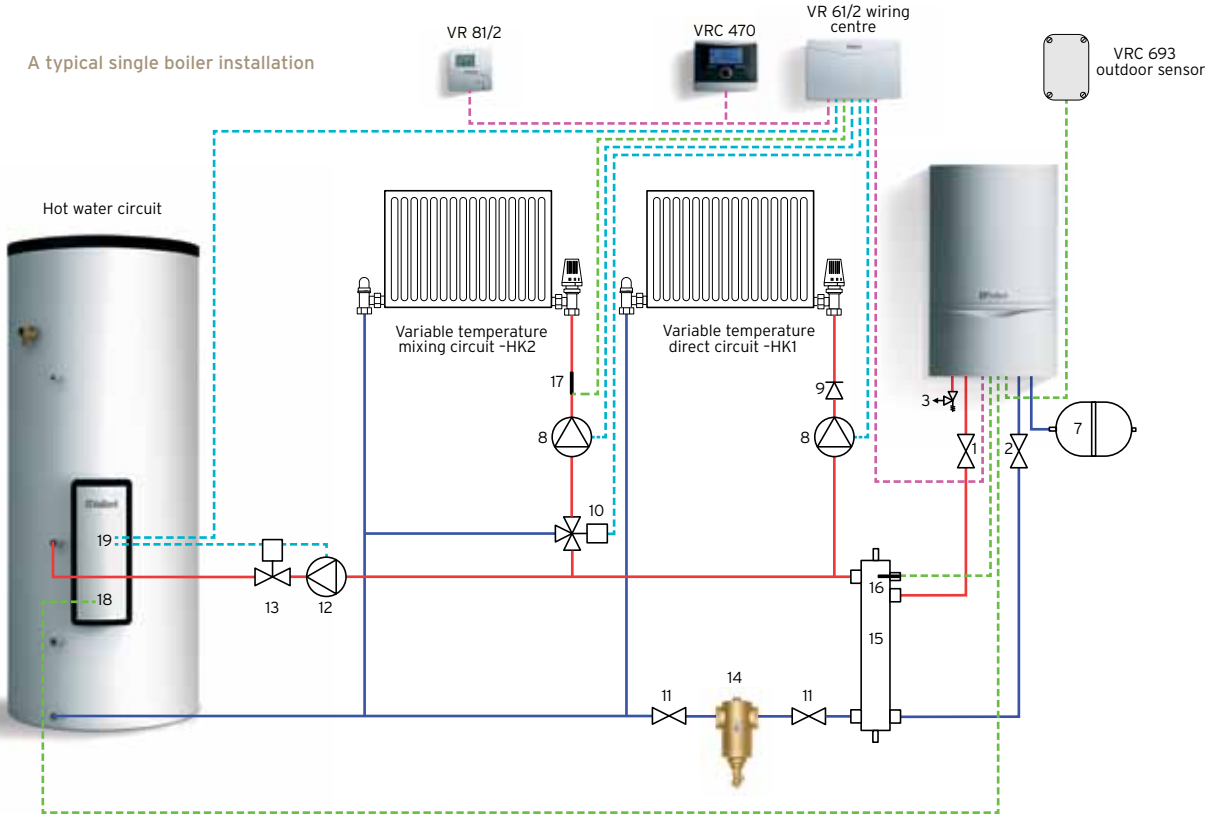 A typical single boiler installation
VR 81/2
VRC 470
VR 61/2 wiring
centre
VRC 693
outdoor sensor
Hot water circuit
Variable temperature
mixing circuit -HK2
Variable temperature
direct circuit -HK1
Vaillant
17
9
3
7
8
8
1
2
10
Vaillant
19
18
13
12
16
15
14
11
11